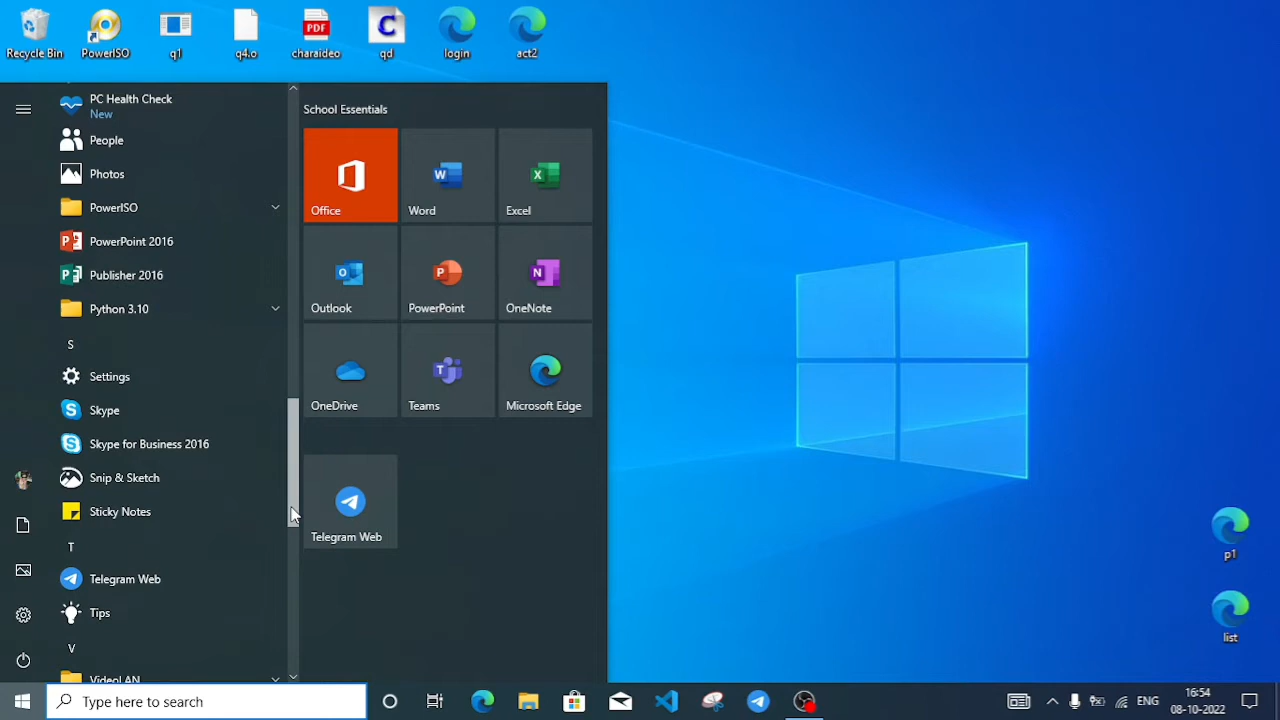 Recycle Bin
PowerISO
q1
q4.o
PDF
charaideo
C
qd
login
act2
PC Health Check
New
People
Photos
PowerISO
PowerPoint 2016
Publisher 2016
Python 3.10
S
Settings
Skype
Skype for Business 2016
Snip & Sketch
Sticky Notes
T
Telegram Web
Tips
V
VideoLAN
School Essentials
Office
Word
Excel
Outlook
PowerPoint
OneNote
OneDrive
Teams
Microsoft Edge
Telegram Web
p1
list
Type here to search
ENG
16:54
08-10-2022